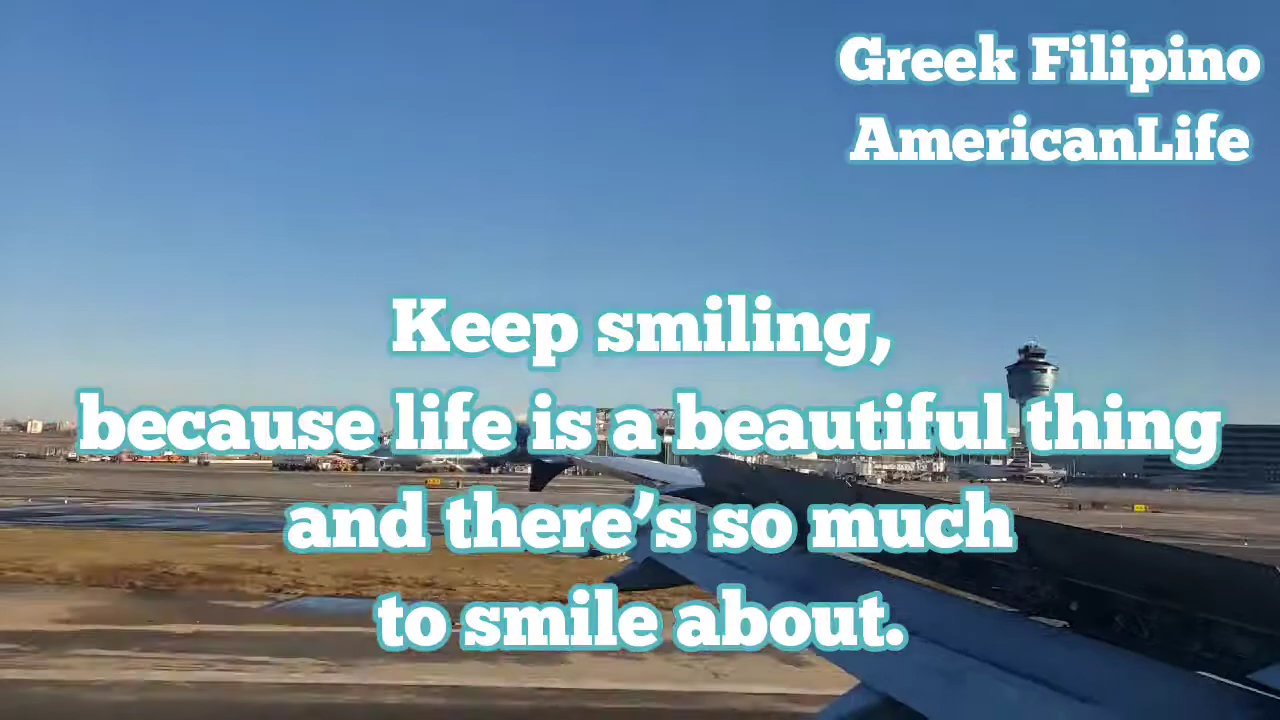 Greek Filipino
AmericanLife
Keep smiling,
because life is a beautiful thing
and there’s so much
to smile about.